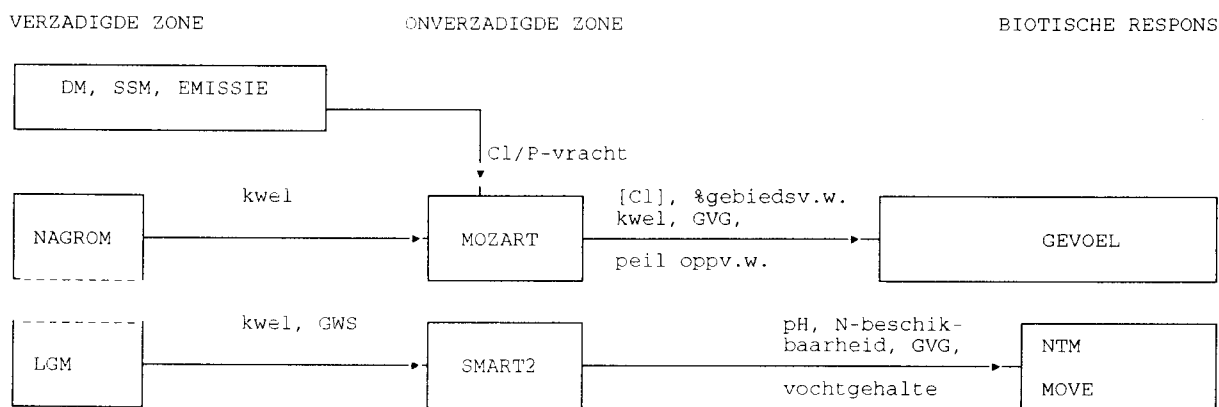 VERZADIGDE ZONE
ONVERZADIGDE ZONE
BIOTISCHE RESPONS
DM, SSM, EMISSIE
Cl/P-vracht
kwel
[Cl], %gebiedsv.w.
kwel, GVG,
NAGROM
MOZART
GEVOEL
peil oppv.w.
kwel, GWS
pH, N-beschik-
baarheid, GVG,
LGM
SMART2
NTM
vochtgehalte
MOVE